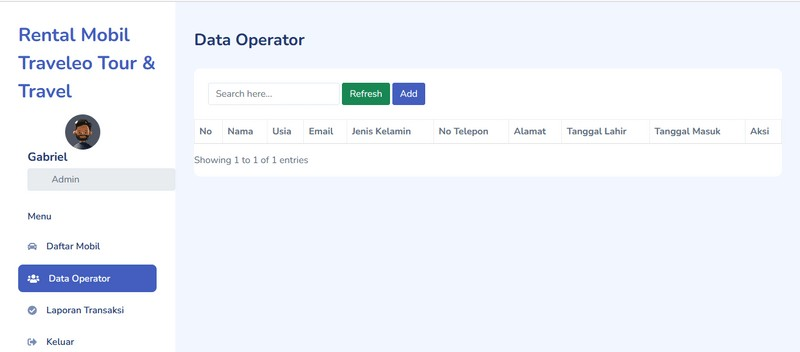 Rental Mobil
Traveleo Tour &
Travel
Gabriel
Admin
Menu
Daftar Mobil
Data Operator
Laporan Transaksi
Keluar
Data Operator
Search here...
Refresh
Add
No Nama Usia Email Jenis Kelamin No Telepon Alamat Tanggal Lahir Tanggal Masuk Aksi
Showing 1 to 1 of 1 entries